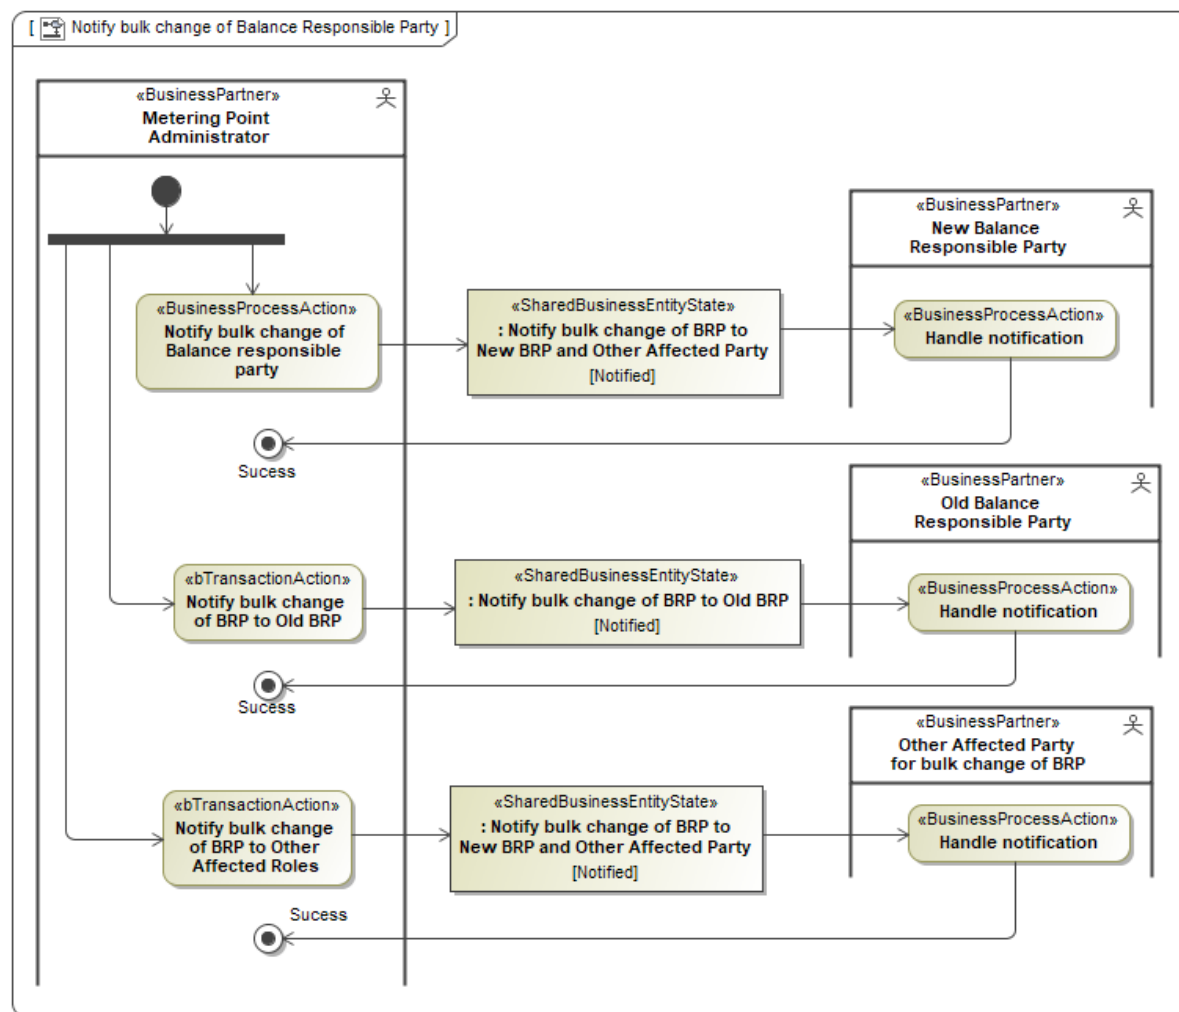 [ Notify bulk change of Balance Responsible Party ]
«BusinessPartner»
Metering Point
Administrator
«BusinessPartner»
New Balance
Responsible Party
«BusinessProcessAction»
Notify bulk change of
Balance responsible
party
«SharedBusinessEntityState»
: Notify bulk change of BRP to
New BRP and Other Affected Party
[Notified]
«BusinessProcessAction»
Handle notification
Sucess
«BusinessPartner»
Old Balance
Responsible Party
«bTransactionAction»
Notify bulk change
of BRP to Old BRP
«SharedBusinessEntityState»
: Notify bulk change of BRP to Old BRP
[Notified]
«BusinessProcessAction»
Handle notification
Sucess
«BusinessPartner»
Other Affected Party
for bulk change of BRP
«bTransactionAction»
Notify bulk change
of BRP to Other
Affected Roles
«SharedBusinessEntityState»
: Notify bulk change of BRP to
New BRP and Other Affected Party
[Notified]
«BusinessProcessAction»
Handle notification
Sucess